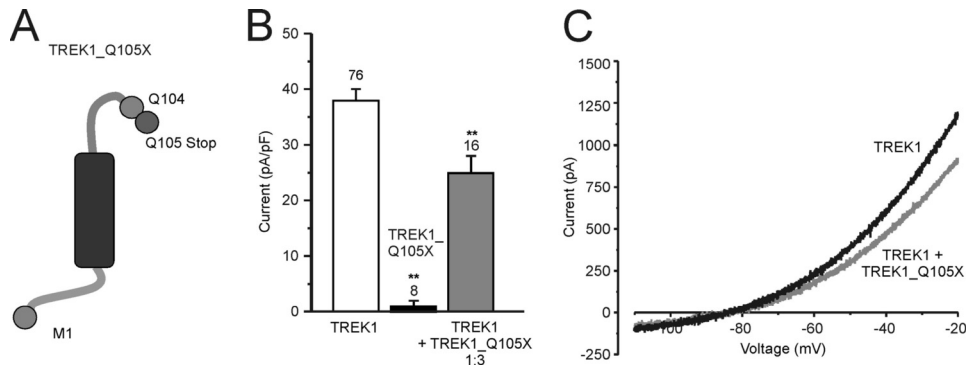 A
TREK1_Q105X
Q104
Q105 Stop
M1
B
50
40
30
20
10
0
Current (pA/pF)
76
TREK1_
Q105X
**
8
**
16
TREK1
TREK1
+ TREK1_Q105X
1:3
C
1500
1250
1000
750
500
250
0
-250
Current (pA)
TREK1
TREK1 +
TREK1_Q105X
-100
-80
-60
-40
-20
Voltage (mV)